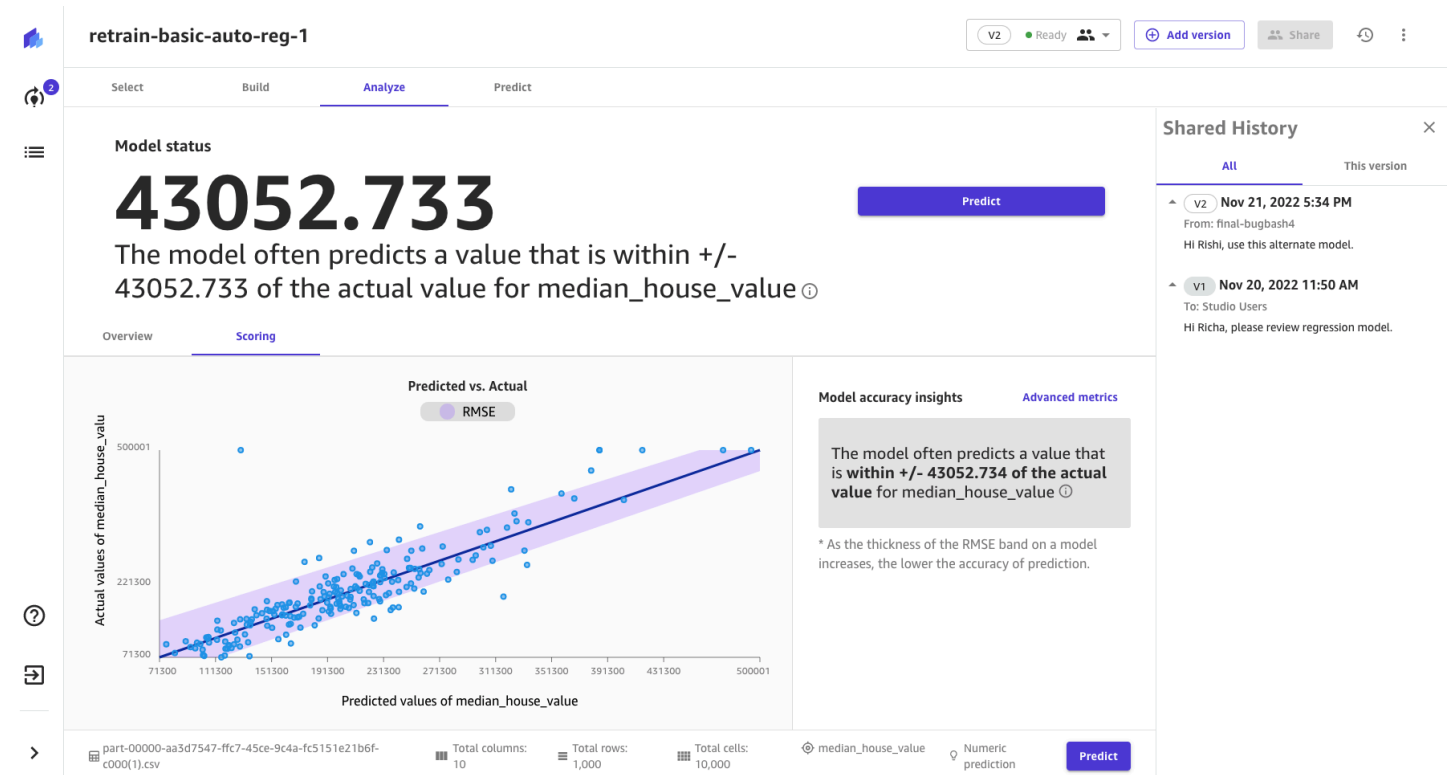 retrain-basic-auto-reg-1
V2 Ready
Add version
Share
2
Select Build Analyze Predict
Model status
43052.733
The model often predicts a value that is within +/-
43052.733 of the actual value for median_house_value
Predict
Overview Scoring
Predicted vs. Actual
RMSE
Actual values of median_house_valu
500001
221300
71300
71300 111300 151300 191300 231300 271300 311300 351300 391300 431300 500001
Predicted values of median_house_value
Model accuracy insights Advanced metrics
The model often predicts a value that
is within +/- 43052.734 of the actual
value for median_house_value
* As the thickness of the RMSE band on a model
increases, the lower the accuracy of prediction.
Shared History
All This version
V2 Nov 21, 2022 5:34 PM
From: final-bugbash4
Hi Rishi, use this alternate model.
V1 Nov 20, 2022 11:50 AM
To: Studio Users
Hi Richa, please review regression model.
part-00000-aa3d7547-ffc7-45ce-9c4a-fc5151e21b6f-
c000(1).csv
Total columns:
10
Total rows:
1,000
Total cells:
10,000
median_house_value
Numeric
prediction
Predict